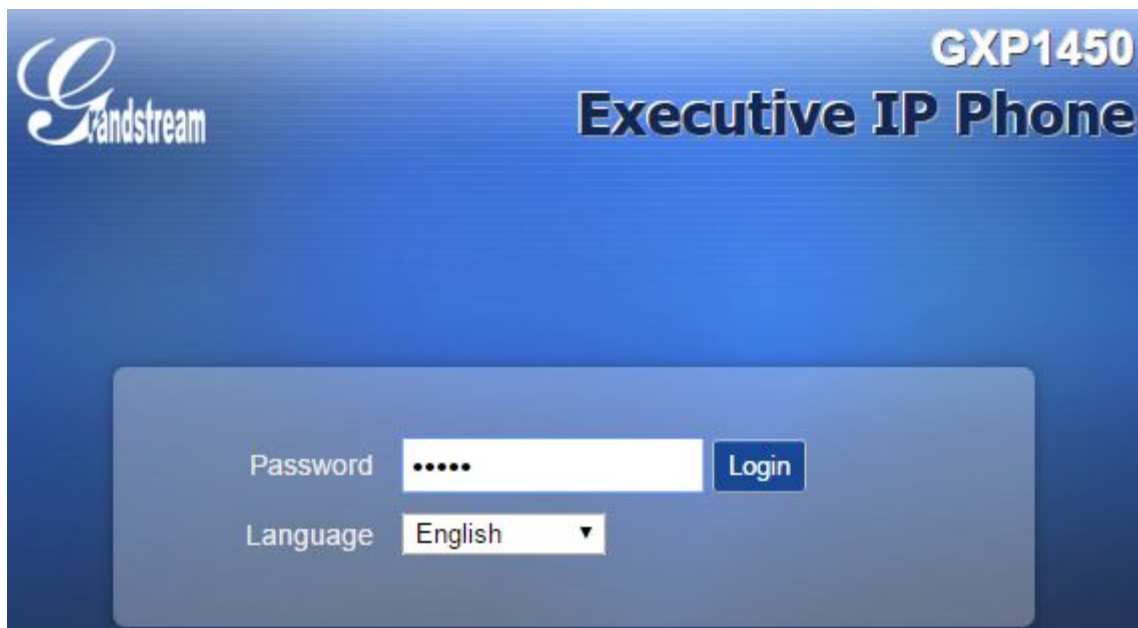 Grandstream
GXP1450
Executive IP Phone
Password ••••• Login
Language English